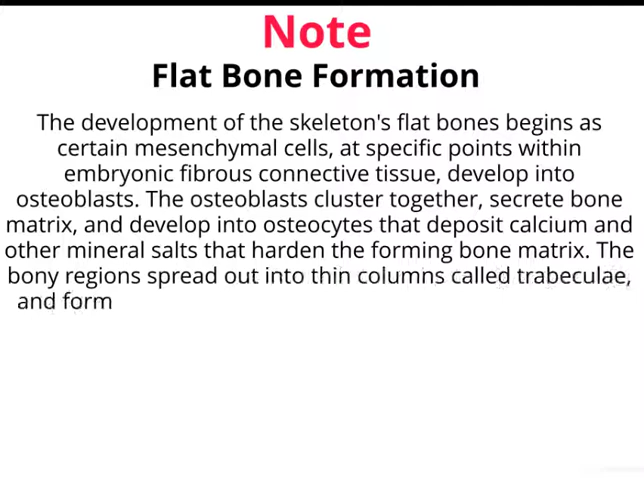 Note
Flat Bone Formation
The development of the skeleton's flat bones begins as
certain mesenchymal cells, at specific points within
embryonic fibrous connective tissue, develop into
osteoblasts. The osteoblasts cluster together, secrete bone
matrix, and develop into osteocytes that deposit calcium and
other mineral salts that harden the forming bone matrix. The
bony regions spread out into thin columns called trabeculae,
and form